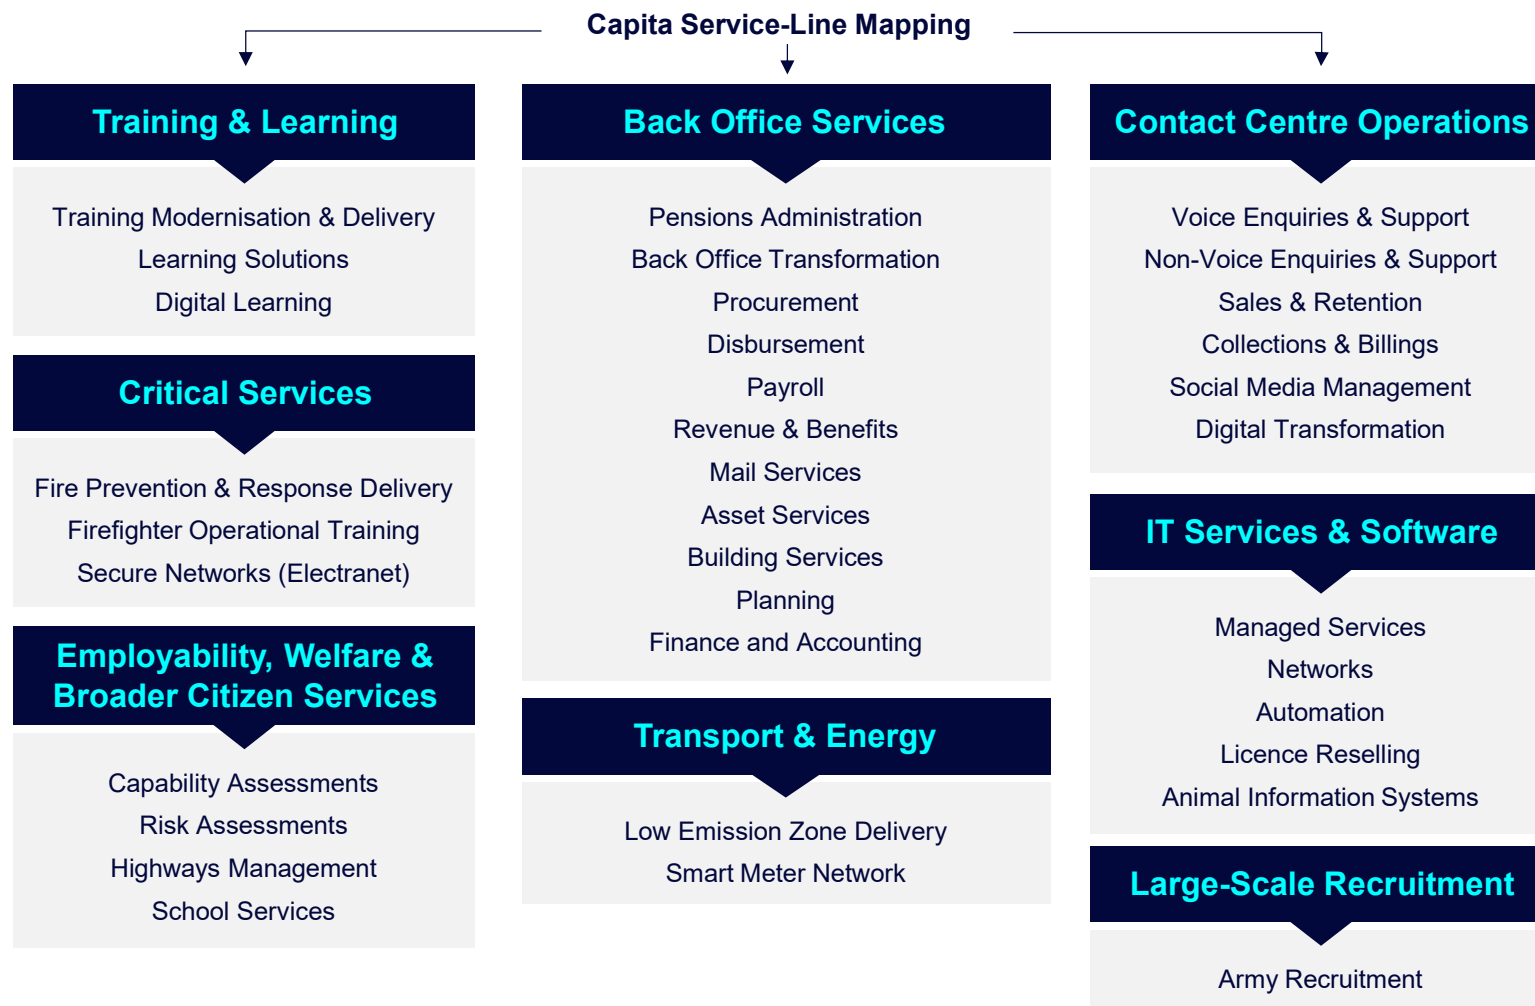 Capita Service-Line Mapping
Training & Learning
Training Modernisation & Delivery
Learning Solutions
Digital Learning
Critical Services
Fire Prevention & Response Delivery
Firefighter Operational Training
Secure Networks (Electranet)
Employability, Welfare &
Broader Citizen Services
Capability Assessments
Risk Assessments
Highways Management
School Services
Back Office Services
Pensions Administration
Back Office Transformation
Procurement
Disbursement
Payroll
Revenue & Benefits
Mail Services
Asset Services
Building Services
Planning
Finance and Accounting
Transport & Energy
Low Emission Zone Delivery
Smart Meter Network
Contact Centre Operations
Voice Enquiries & Support
Non-Voice Enquiries & Support
Sales & Retention
Collections & Billings
Social Media Management
Digital Transformation
IT Services & Software
Managed Services
Networks
Automation
Licence Reselling
Animal Information Systems
Large-Scale Recruitment
Army Recruitment